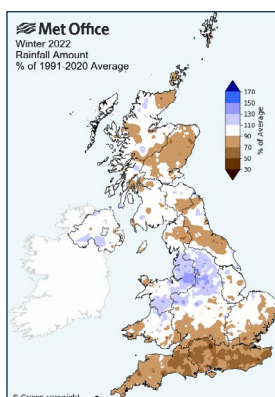 Met Office
Winter 2022
Rainfall Amount
% of 1991-2020 Average
170
150
130
110
90
70
50
30
% of Average
© Crown copyright